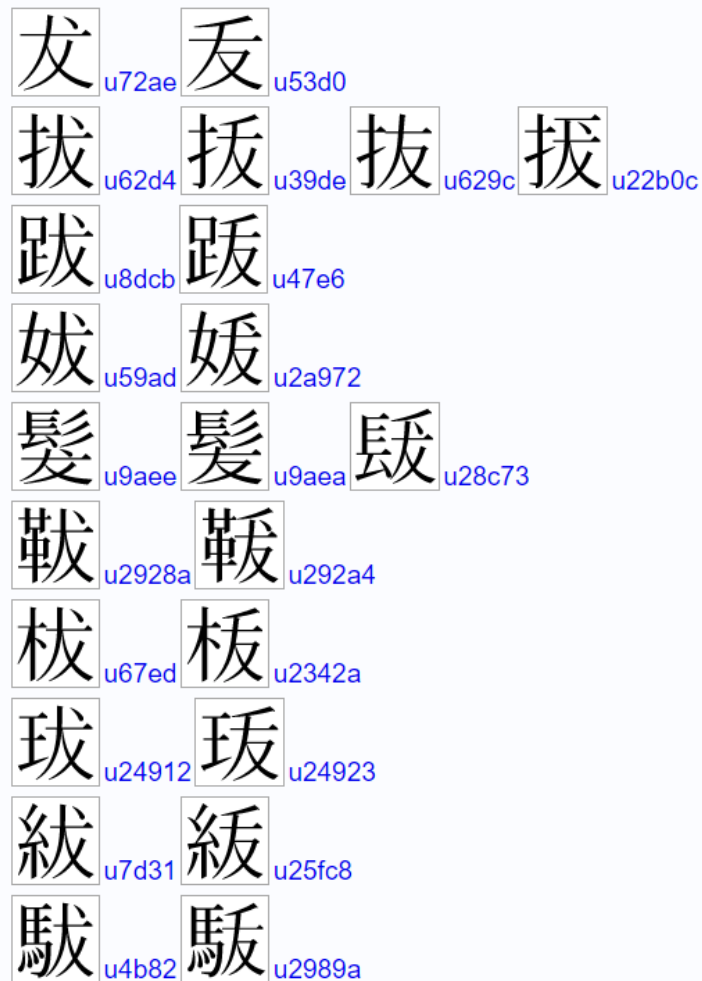 犮 u72ae 叐 u53d0
拔 u62d4 㧞 u39de 抜 u629c 𢬌 u22b0c
跋 u8dcb 䟦 u47e6
妭 u59ad 𪥲 u2a972
髮 u9aee 髪 u9aea 𨱳 u28c73
𩊊 u2928a 𩊤 u292a4
柭 u67ed 𣐪 u2342a
𤤒 u24912 𤤣 u24923
紱 u7d31 𥿈 u25fc8
䮂 u4b82 𩢚 u2989a